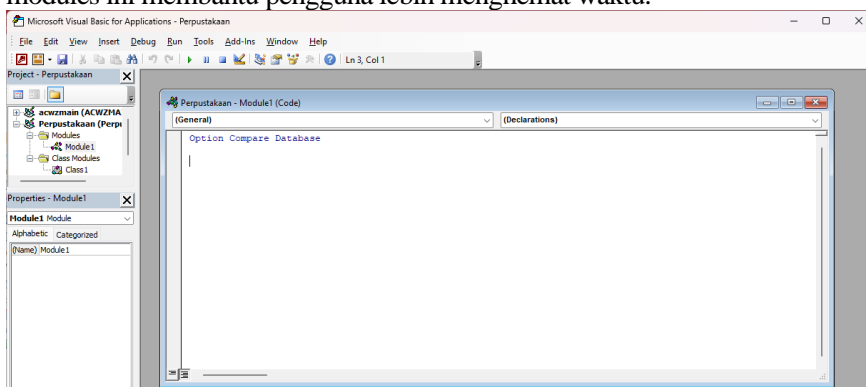 modules ini membantu pengguna lebih menghemat waktu.
Microsoft Visual Basic for Applications - Perpustakaan
File Edit View Insert Debug Run Tools Add-Ins Window Help
Ln 3, Col 1
Project - Perpustakaan
acwzmain (ACWZMA
Perpustakaan (Perpu
Modules
Module1
Class Modules
Class1
Properties - Module1
Module1 Module
Alphabetic Categorized
(Name) Module1
Perpustakaan - Module1 (Code)
(General) (Declarations)
Option Compare Database